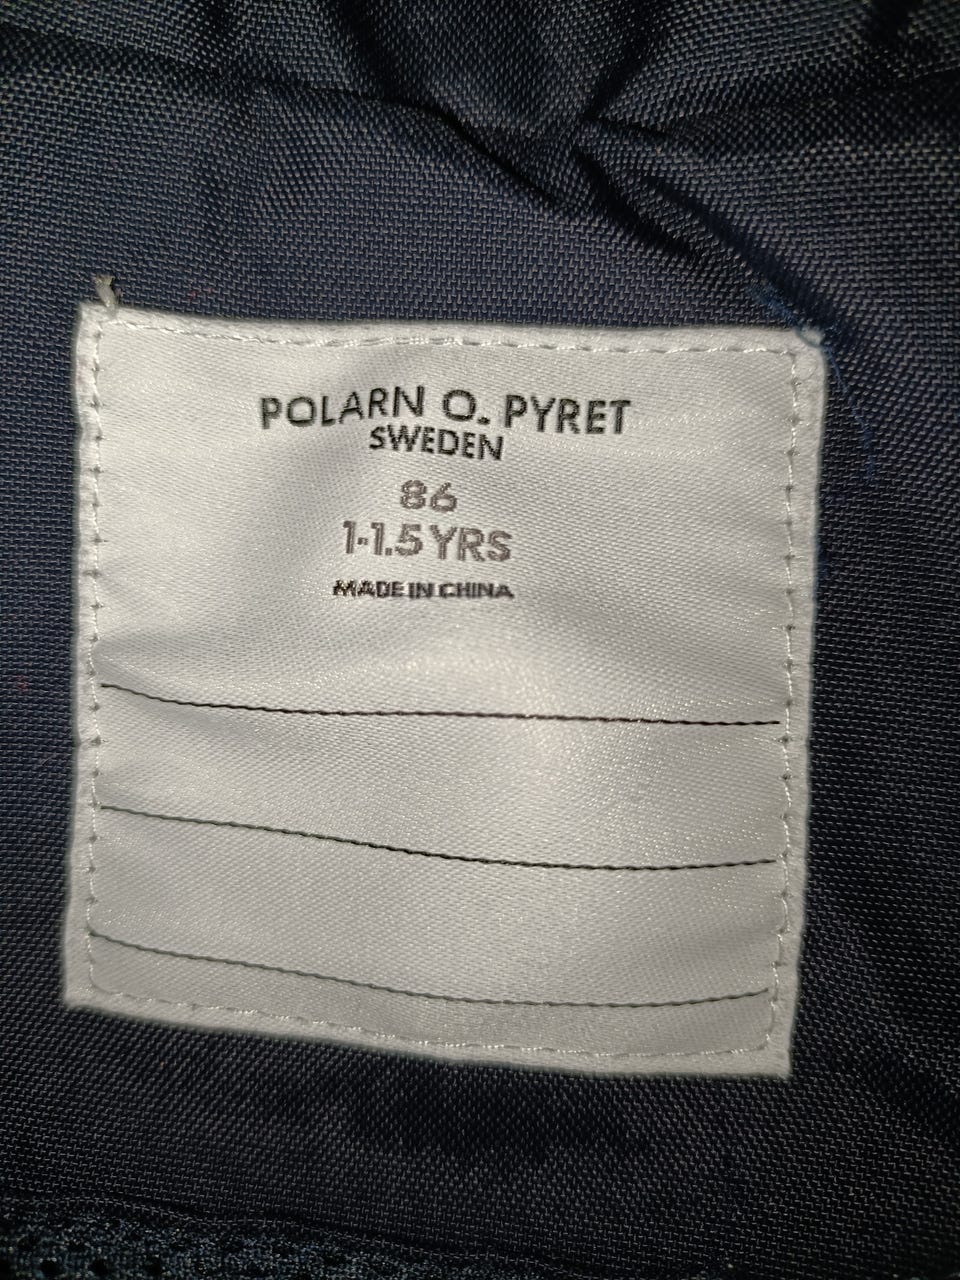 POLARN O. PYRET
SWEDEN
86
1-1.5 YRS
MADE IN CHINA